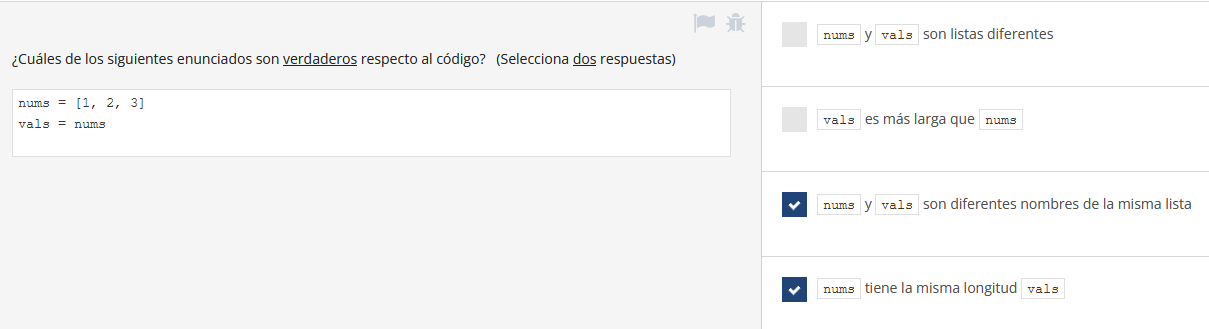 ¿Cuáles de los siguientes enunciados son verdaderos respecto al código? (Selecciona dos respuestas)
nums = [1, 2, 3]
vals = nums
nums y vals son listas diferentes
vals es más larga que nums
nums y vals son diferentes nombres de la misma lista
nums tiene la misma longitud vals